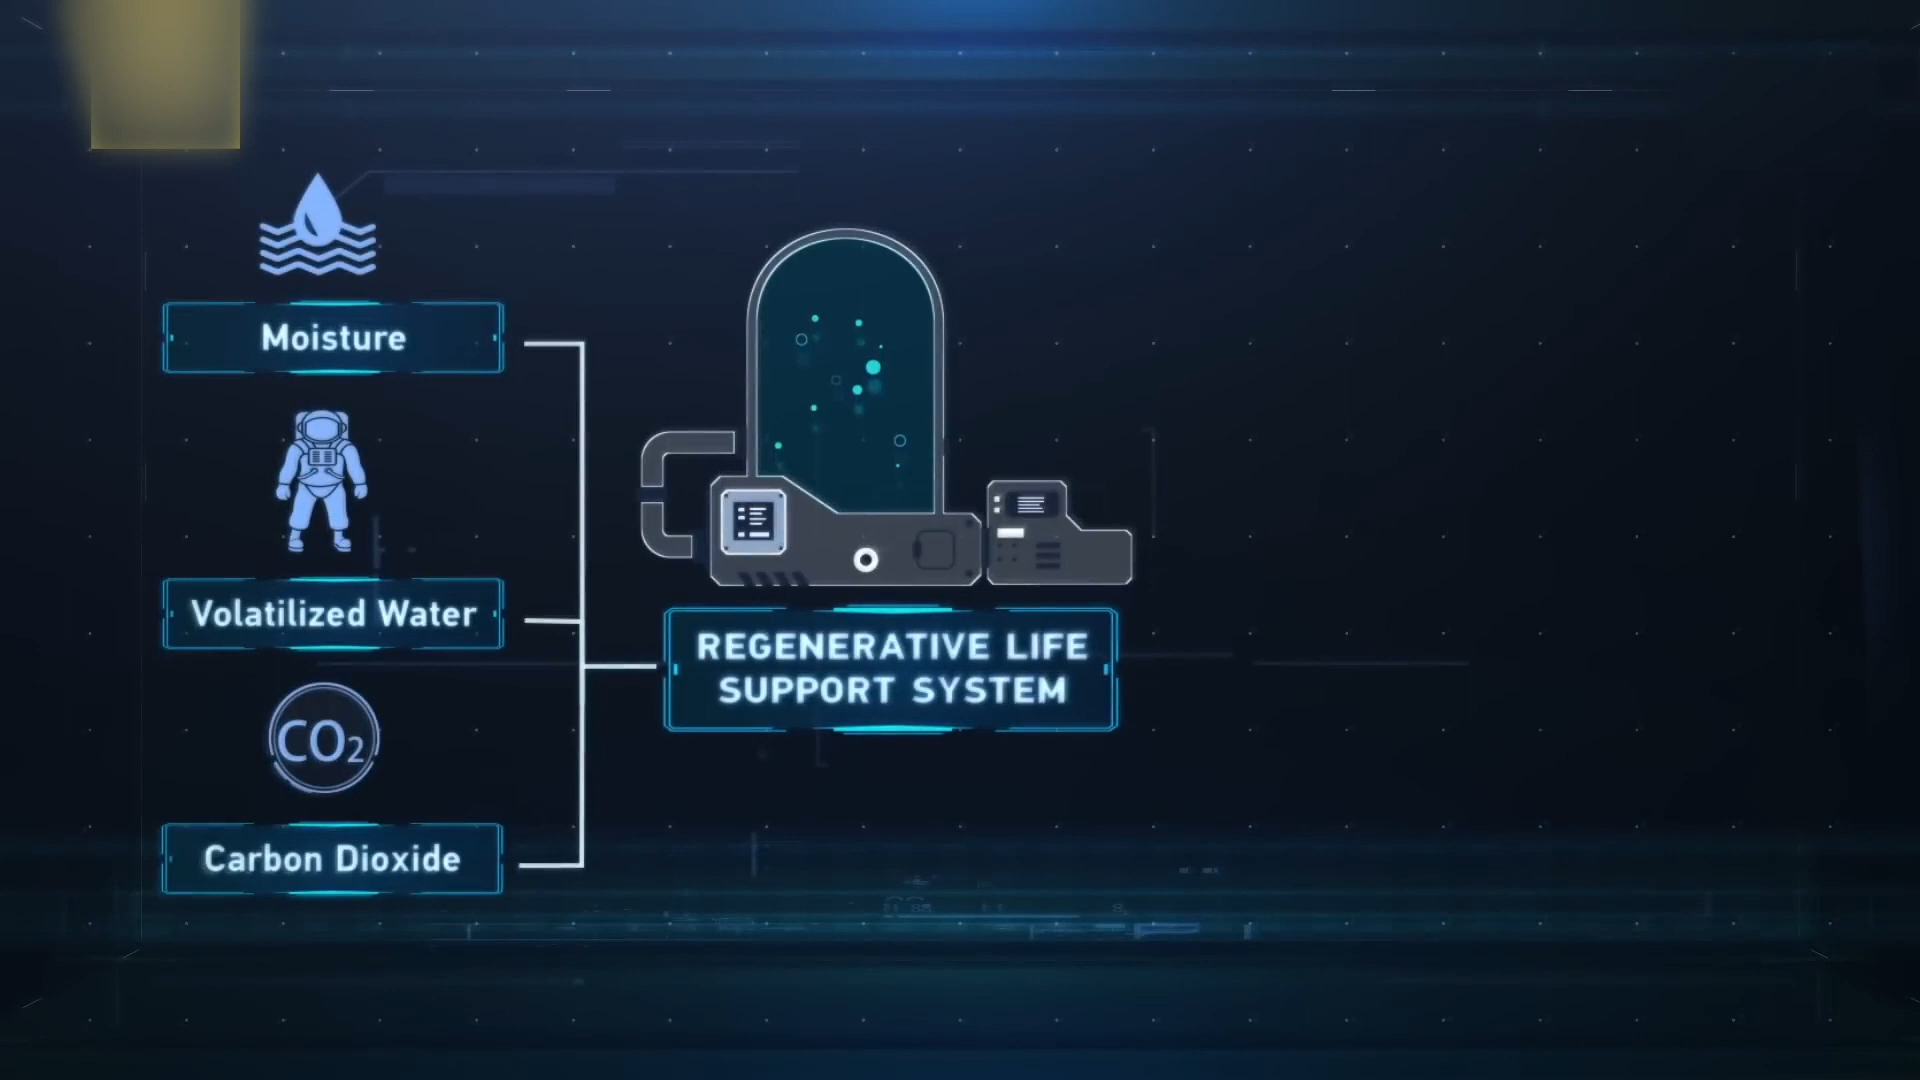 Moisture
Volatilized Water
CO2
Carbon Dioxide
REGENERATIVE LIFE
SUPPORT SYSTEM